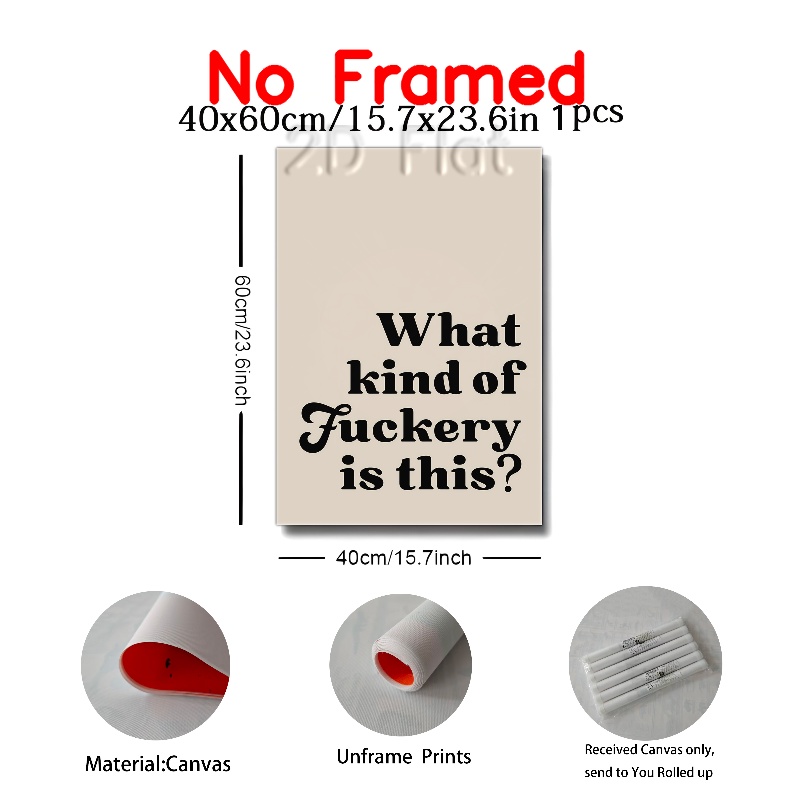 No Framed
40x60cm/15.7x23.6in 1pcs
2D Flat
60cm/23.6inch
What
kind of
Fuckery
is this?
40cm/15.7inch
Material:Canvas
Unframe Prints
Received Canvas only,
send to You Rolled up